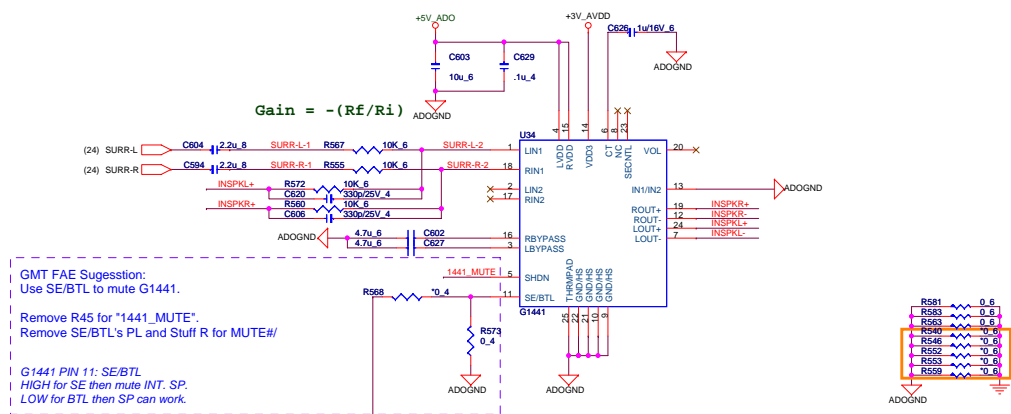 +5V_ADO
+3V_AVDD
C626
1u/16V_6
ADOGND
C603
10u_6
C629
.1u_4
ADOGND
Gain = -(Rf/Ri)
4
15
14
6
8
23
U34
LVDD
RVDD
VDD3
CT
NC
SECNTL
(24) SURR-L
C604
2.2u_8
SURR-L-1
R567
10K_6
SURR-L-2
1
LIN1
VOL
20
(24) SURR-R
C594
2.2u_8
SURR-R-1
R555
10K_6
SURR-R-2
18
RIN1
INSPKL+
R572
10K_6
C620
330p/25V_4
2
LIN2
17
RIN2
IN1/IN2
13
ADOGND
INSPKR+
R560
10K_6
C606
330p/25V_4
ROUT+
19
INSPKR+
ROUT-
12
INSPKR-
LOUT+
24
INSPKL+
LOUT-
7
INSPKL-
ADOGND
4.7u_6
C602
16
RBYPASS
4.7u_6
C627
3
LBYPASS
GMT FAE Sugesstion:
Use SE/BTL to mute G1441.
1441_MUTE
5
SHDN
R568
*0_4
11
SE/BTL
G1441
THRMPAD
GND/HS
GND/HS
GND/HS
GND/HS
25
22
21
10
9
Remove R45 for "1441_MUTE".
Remove SE/BTL's PL and Stuff R for MUTE#/
R573
0_4
ADOGND
ADOGND
G1441 PIN 11: SE/BTL
HIGH for SE then mute INT. SP.
LOW for BTL then SP can work.
R581
0_6
R583
0_6
R563
0_6
R540
*0_6
R546
*0_6
R552
*0_6
R553
*0_6
R559
*0_6
ADOGND